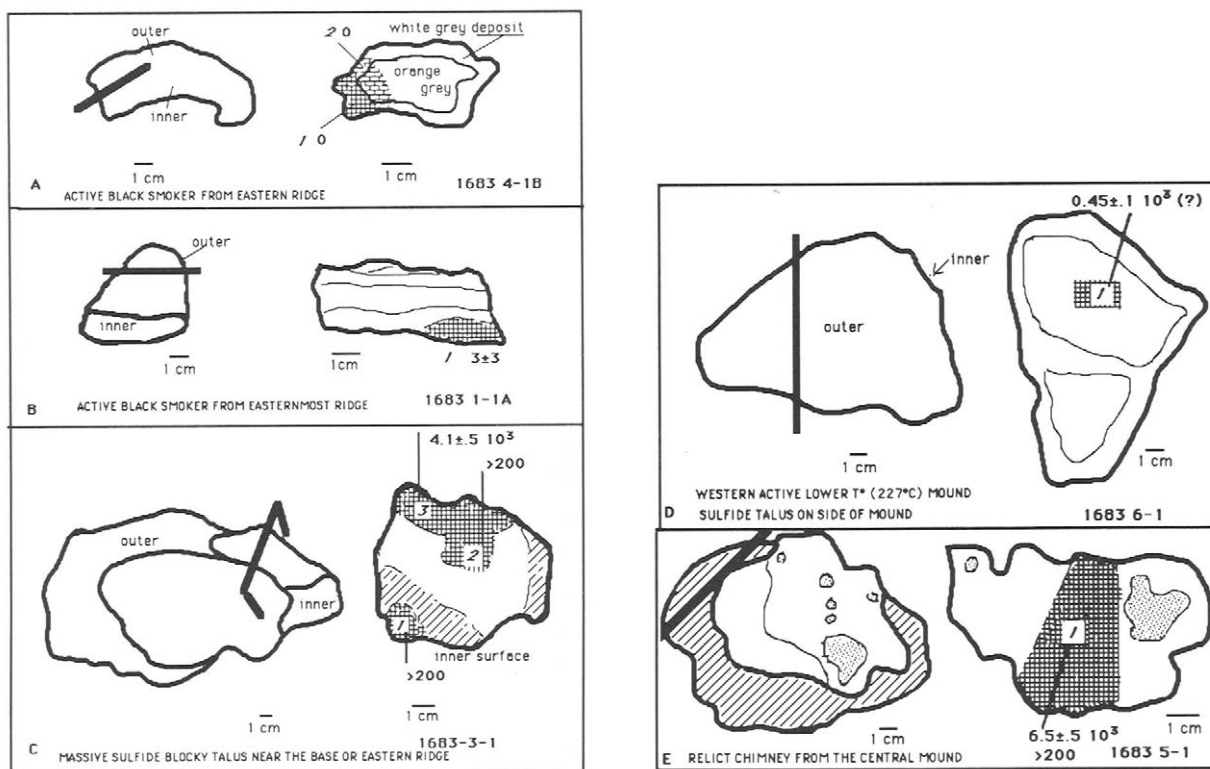 outer
inner
1 cm
2 0
white grey deposit
orange
grey
1 0
1 cm
A ACTIVE BLACK SMOKER FROM EASTERN RIDGE 1683 4-1B
outer
inner
1 cm
1 3±3
1cm
B ACTIVE BLACK SMOKER FROM EASTERNMOST RIDGE 1683 1-1A
4.1±.5 10³
>200
outer
inner
3
2
1
inner surface
>200
1 cm
1 cm
1683-3-1
C MASSIVE SULFIDE BLOCKY TALUS NEAR THE BASE OR EASTERN RIDGE
0.45±.1 10³ (?)
inner
outer
1
1 cm
1 cm
WESTERN ACTIVE LOWER T° (227°C) MOUND
D SULFIDE TALUS ON SIDE OF MOUND 1683 6-1
1
1 cm
1 cm
6.5±.5 10³
>200
E RELICT CHIMNEY FROM THE CENTRAL MOUND 1683 5-1